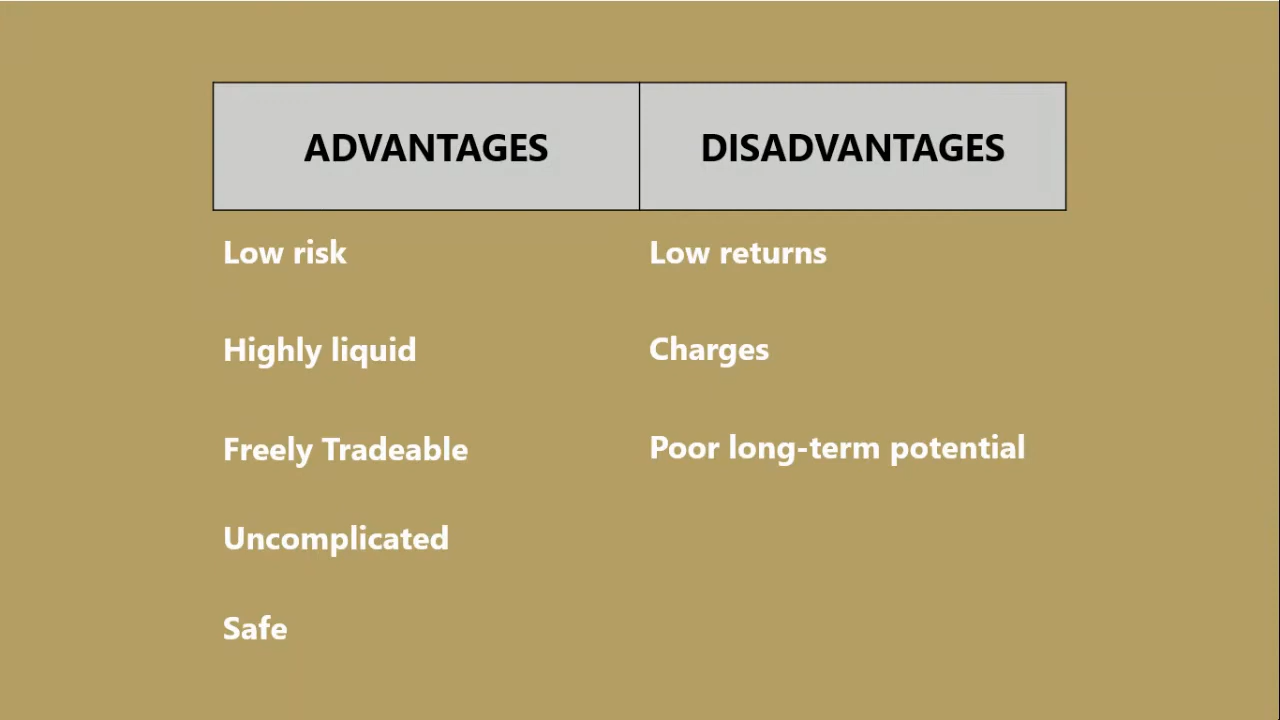 ADVANTAGES
DISADVANTAGES
Low risk
Low returns
Highly liquid
Charges
Freely Tradeable
Poor long-term potential
Uncomplicated
Safe